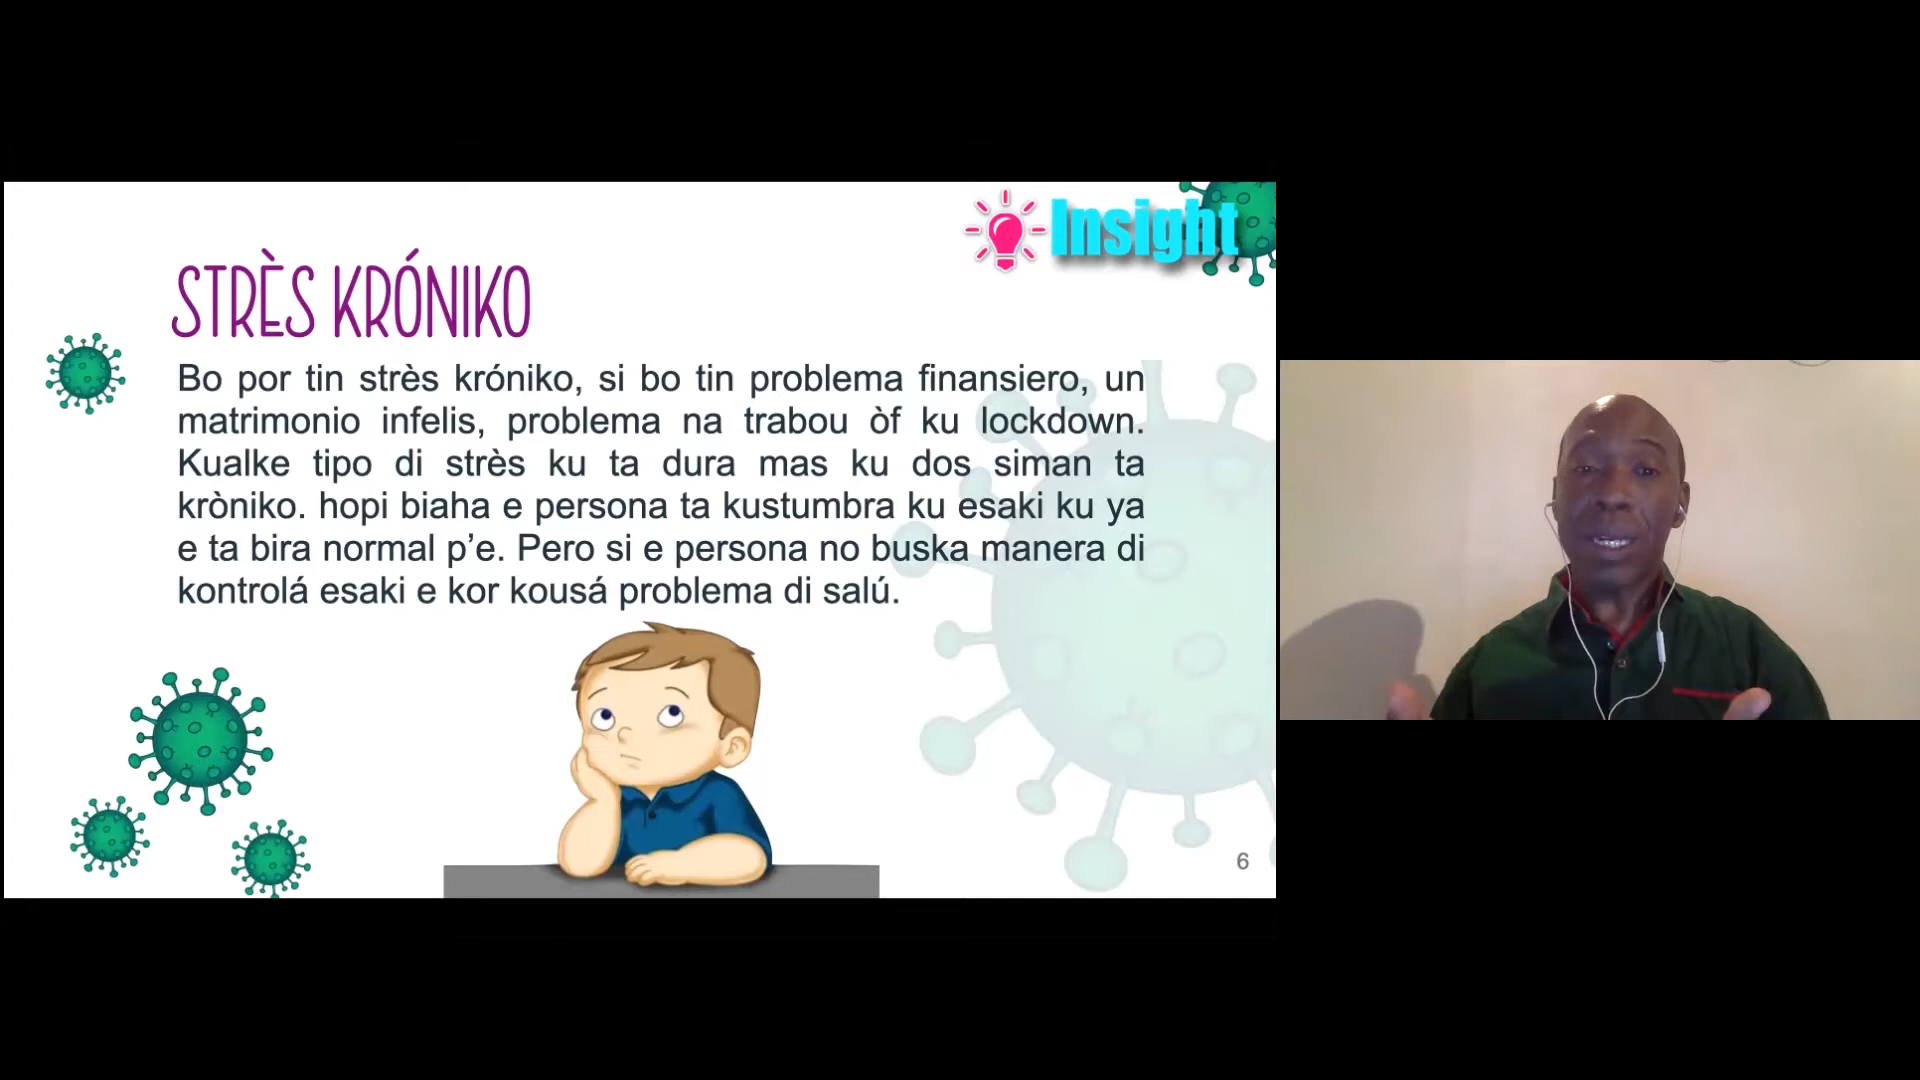 Insight
STRÈS KRÓNIKO
Bo por tin strès króniko, si bo tin problema finansiero, un
matrimonio infelis, problema na trabou òf ku lockdown.
Kualke tipo di strès ku ta dura mas ku dos siman ta
kròniko. hopi biaha e persona ta kustumbra ku esaki ku ya
e ta bira normal p’e. Pero si e persona no buska manera di
kontrolá esaki e kor kousá problema di salú.
6